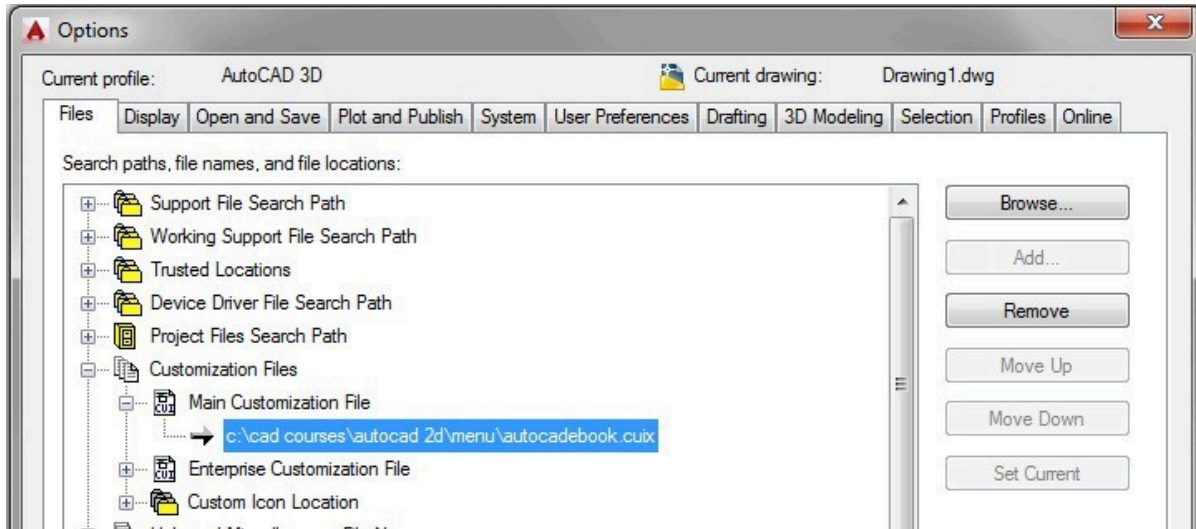 Options
Current profile: AutoCAD 3D Current drawing: Drawing1.dwg
Files Display Open and Save Plot and Publish System User Preferences Drafting 3D Modeling Selection Profiles Online
Search paths, file names, and file locations:
Support File Search Path
Browse...
Working Support File Search Path
Add...
Trusted Locations
Device Driver File Search Path
Remove
Project Files Search Path
Customization Files
Move Up
Main Customization File
Move Down
c:\cad courses\autocad 2d\menu\autocadebook.cuix
Enterprise Customization File
Set Current
Custom Icon Location